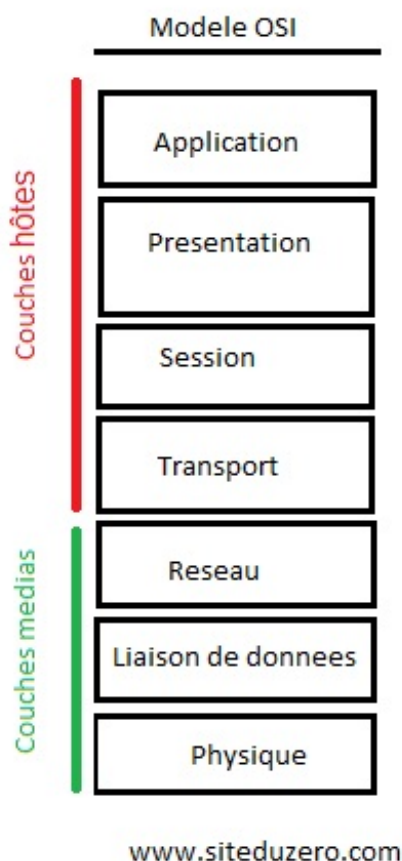 Modele OSI
Couches hôtes
Application
Presentation
Session
Transport
Couches medias
Reseau
Liaison de donnees
Physique
www.siteduzero.com